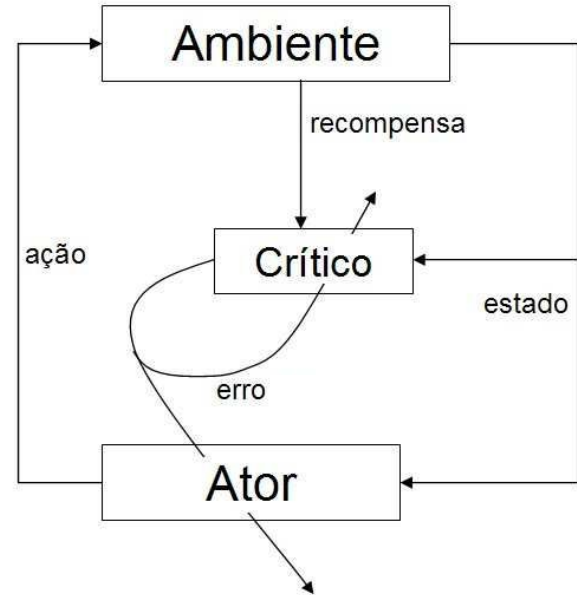 Ambiente
recompensa
ação
Crítico
estado
erro
Ator